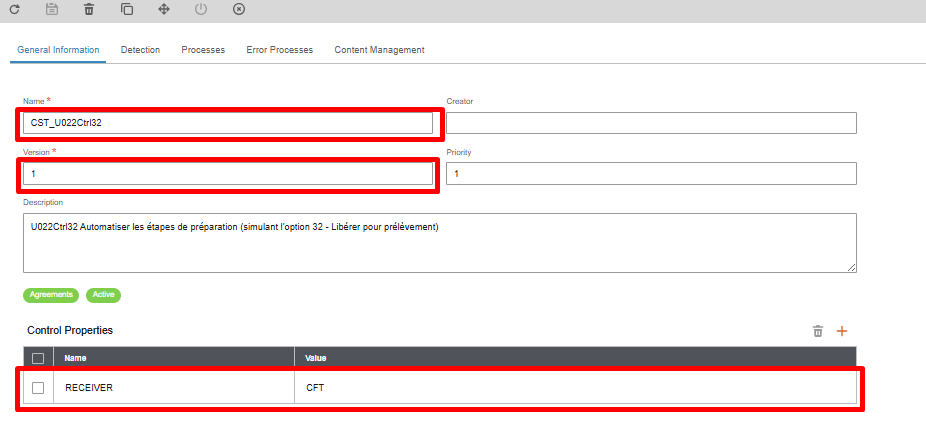 General Information Detection Processes Error Processes Content Management
Name * Creator
CST_U022Ctrl32
Version * Priority
1 1
Description
U022Ctrl32 Automatiser les étapes de préparation (simulant l'option 32 - Libérer pour prélèvement)
Agreements Active
Control Properties
Name Value
RECEIVER CFT